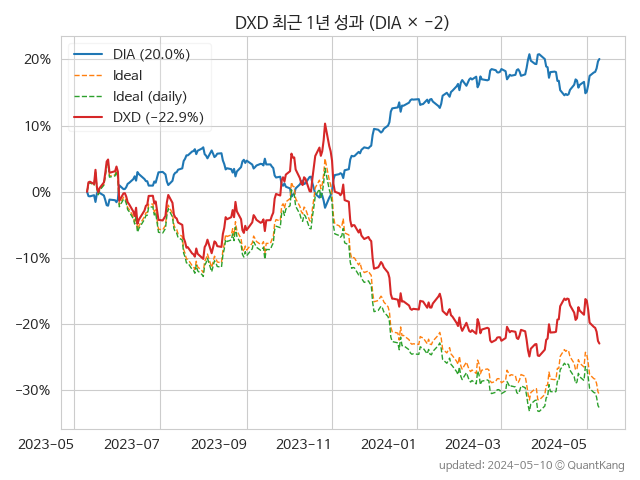 DXD 최근 1년 성과 (DIA × −2)
DIA (20.0%)
Ideal
Ideal (daily)
DXD (−22.9%)
20%
10%
0%
−10%
−20%
−30%
2023-05
2023-07
2023-09
2023-11
2024-01
2024-03
2024-05
updated: 2024-05-10 ⓒ QuantKang